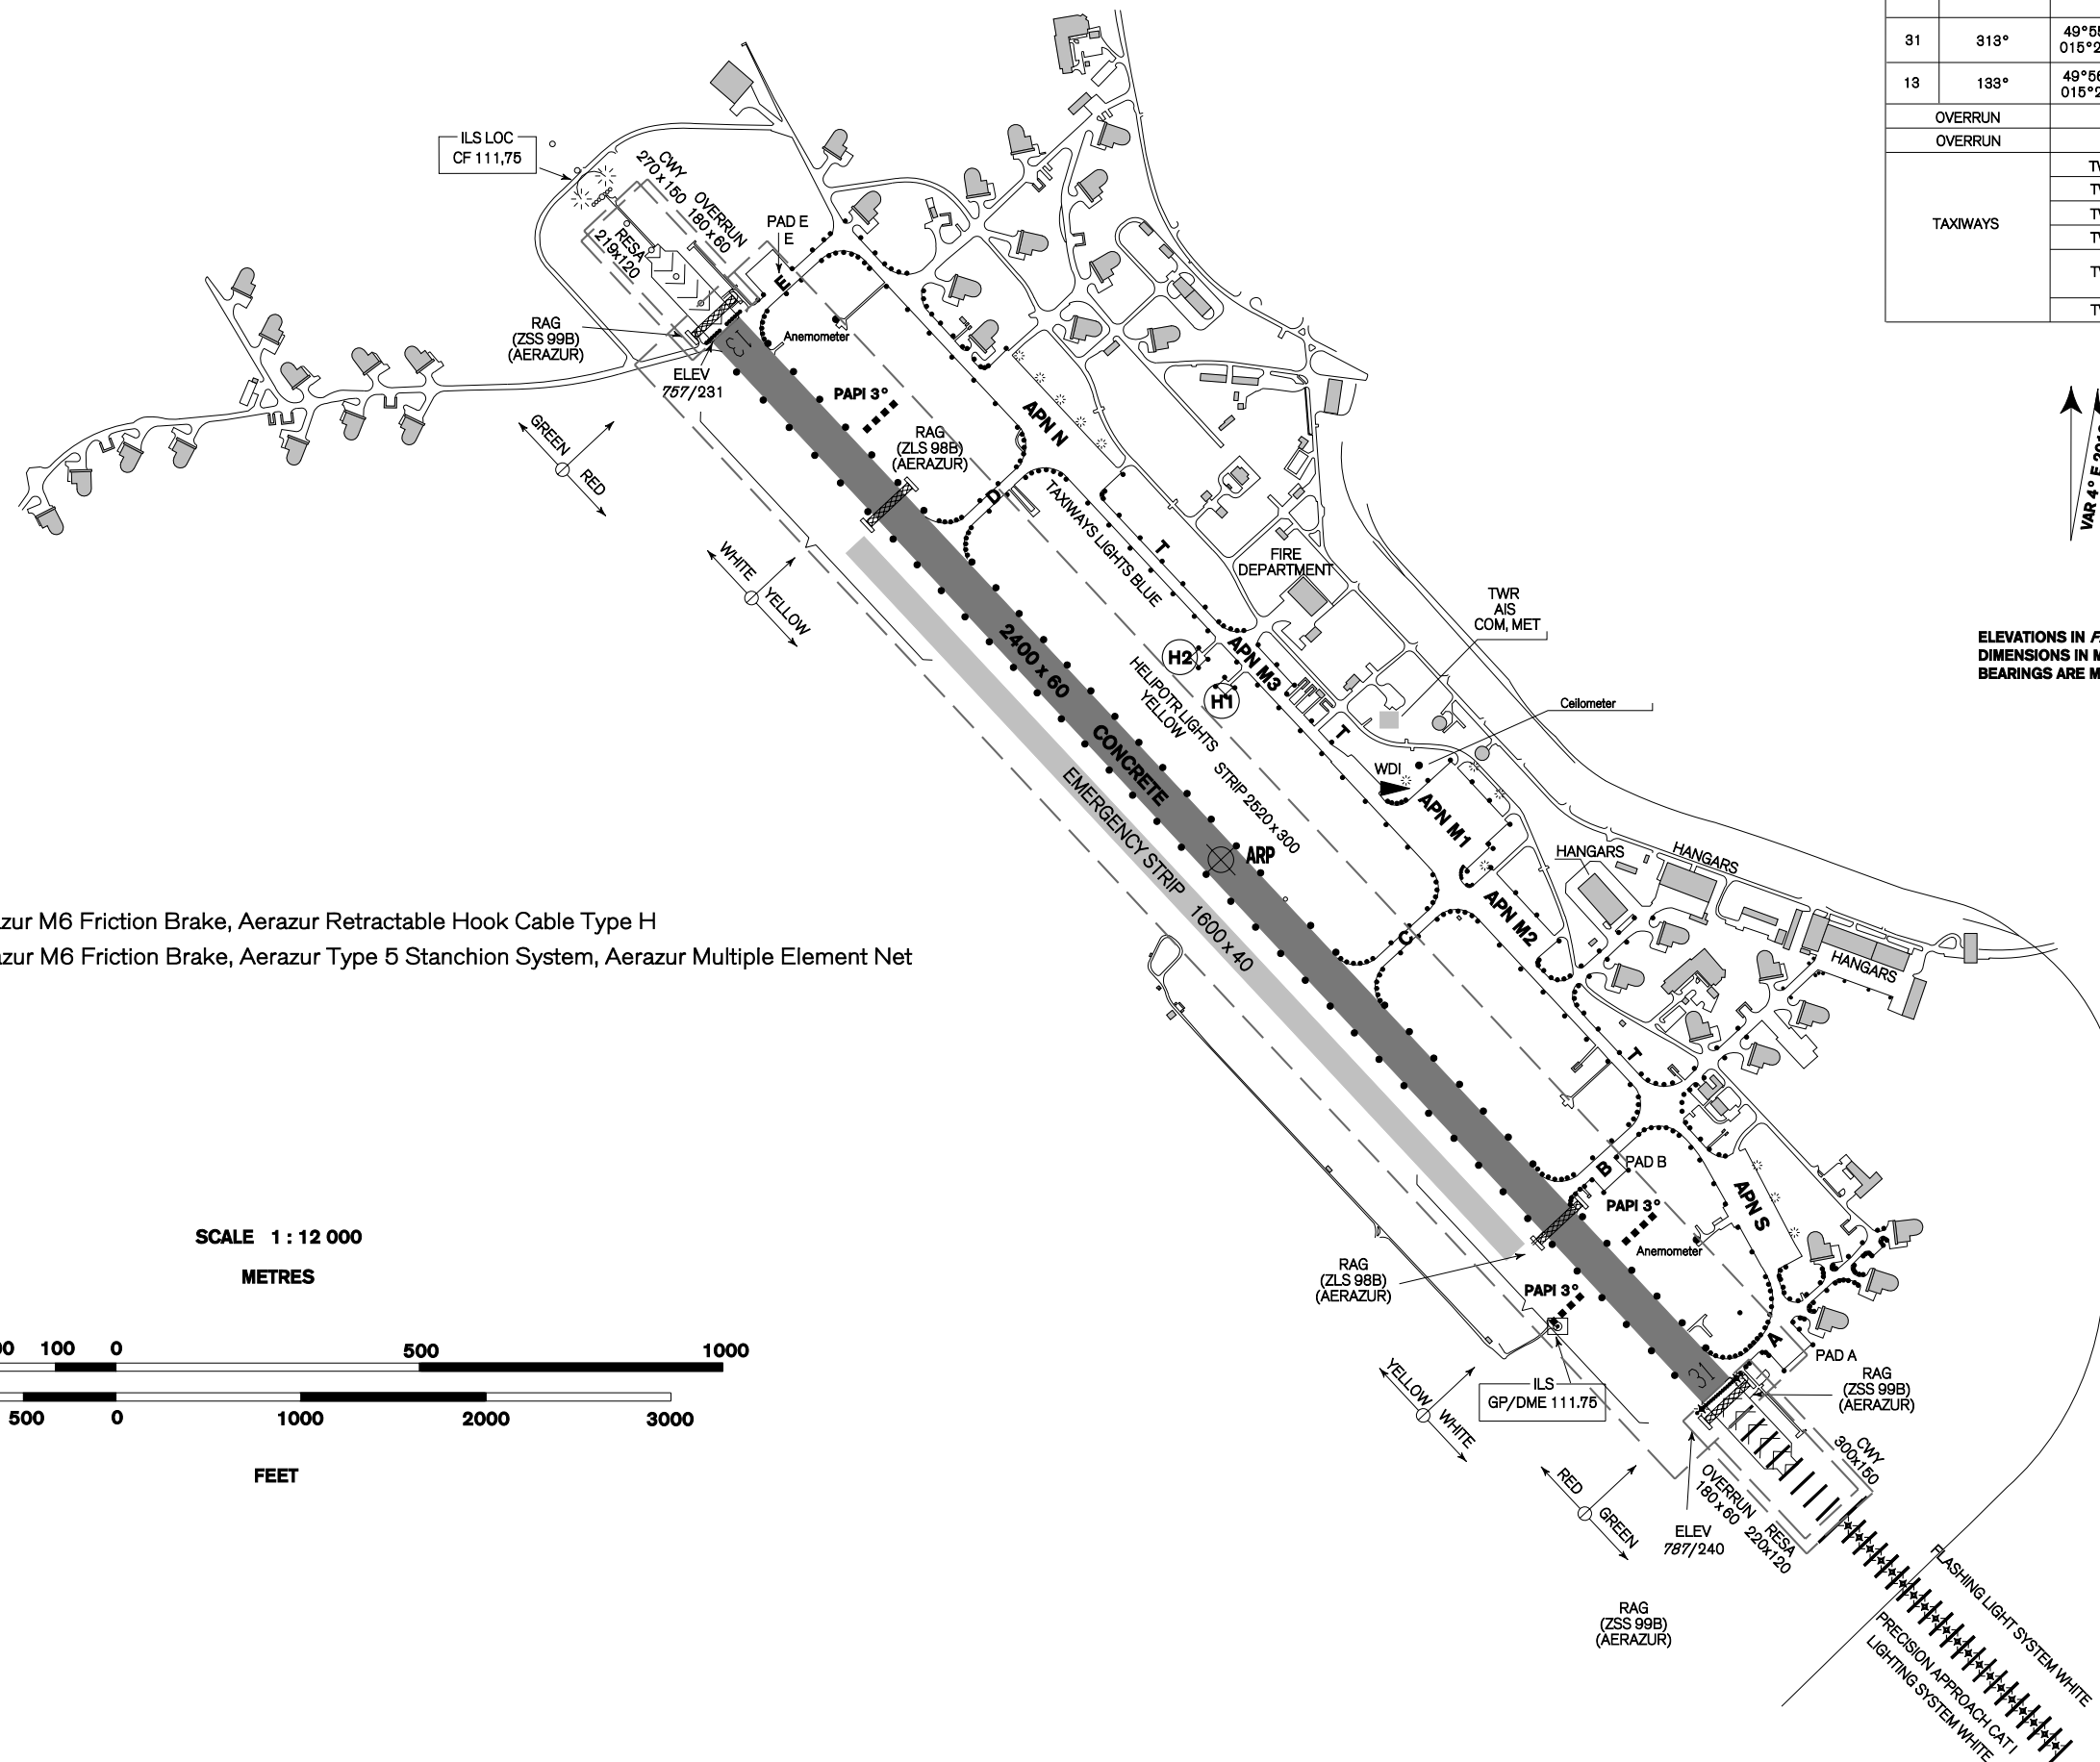 31 313°
13 133°
OVERRUN
OVERRUN
TAXIWAYS
ILS LOC
CF 111,75
CWY
270 x 150
OVERRUN
180 x 60
RESA
219x120
PAD E
E
E
RAG
(ZSS 99B)
(AERAZUR)
ELEV
757/231
13
Anemometer
PAPI 3°
RAG
(ZLS 98B)
(AERAZUR)
APN N
GREEN
RED
D
TAXIWAYS LIGHTS BLUE
T
WHITE
YELLOW
FIRE
DEPARTMENT
TWR
AIS
COM, MET
VAR 4° E
ELEVATIONS IN
DIMENSIONS IN
BEARINGS ARE
2400 x 60
CONCRETE
H2
H1
APN M3
HELIPOTR LIGHTS
YELLOW
STRIP 2520 x 300
T
Ceilometer
WDI
APN M1
EMERGENCY STRIP 1600 x 40
ARP
HANGARS
HANGARS
HANGARS
APN M2
C
zur M6 Friction Brake, Aerazur Retractable Hook Cable Type H
zur M6 Friction Brake, Aerazur Type 5 Stanchion System, Aerazur Multiple Element Net
T
B
PAD B
APN S
PAPI 3°
Anemometer
RAG
(ZLS 98B)
(AERAZUR)
PAPI 3°
SCALE 1 : 12 000
METRES
100 0 500 1000
500 0 1000 2000 3000
FEET
A
PAD A
RAG
(ZSS 99B)
(AERAZUR)
31
ILS
GP/DME 111.75
YELLOW
WHITE
CWY
300x150
OVERRUN
180 x 60
RESA
220x120
RED
GREEN
ELEV
787/240
RAG
(ZSS 99B)
(AERAZUR)
FLASHING LIGHT SYSTEM WHITE
PRECISION APPROACH CAT I
LIGHTING SYSTEM WHITE